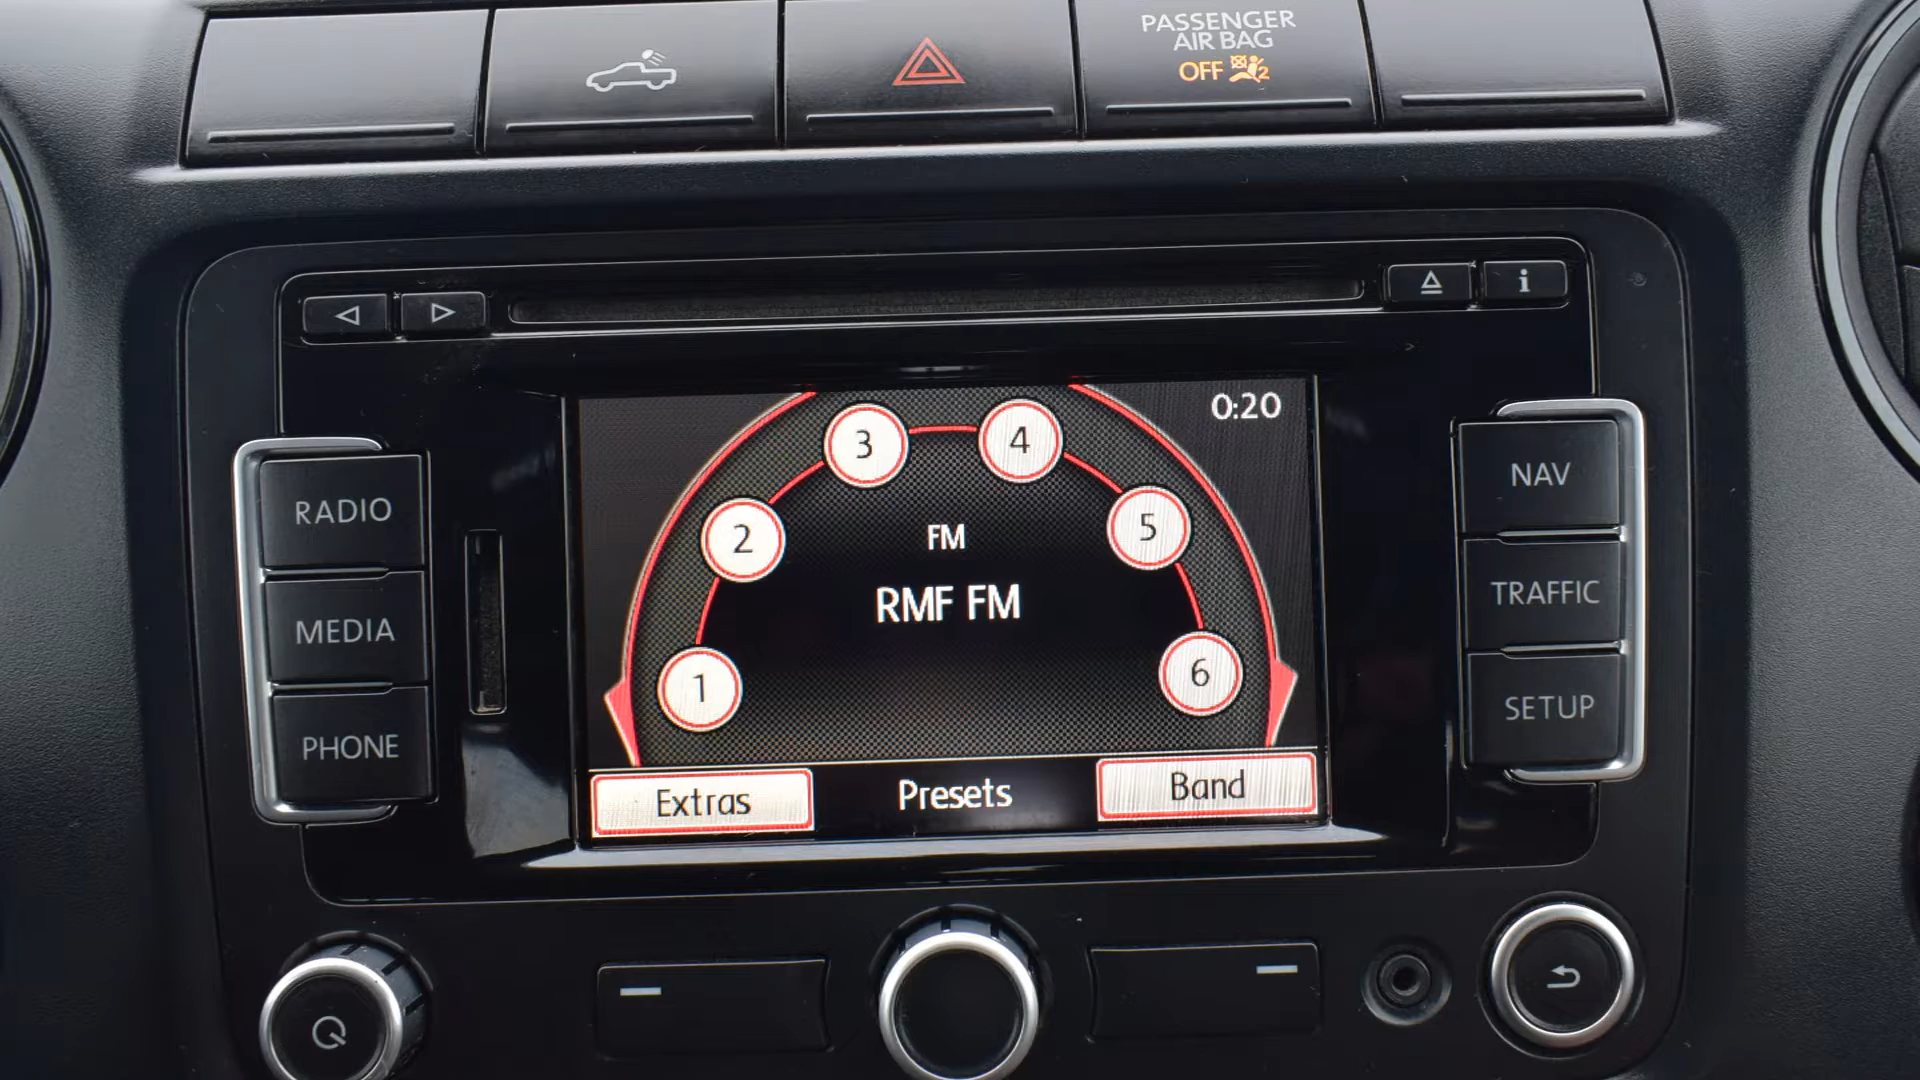 PASSENGER
AIR BAG
OFF 2
i
0:20
3 4
2 5
FM
RMF FM
1 6
Extras Presets Band
RADIO
MEDIA
PHONE
NAV
TRAFFIC
SETUP